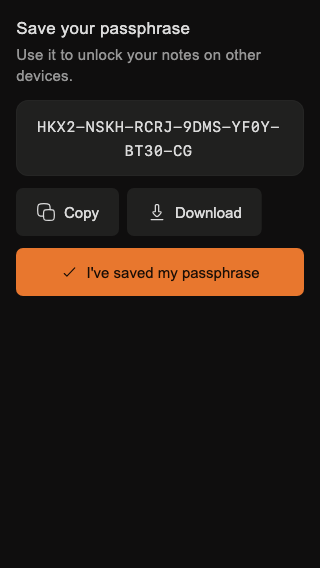 Save your passphrase
Use it to unlock your notes on other
devices.
HKX2-NSKH-RCRJ-9DMS-YF0Y-
BT30-CG
Copy
Download
I've saved my passphrase